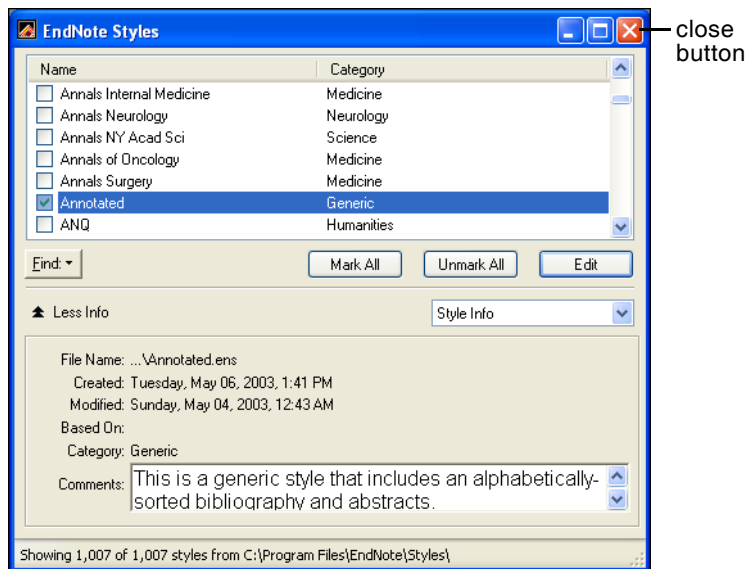 EndNote Styles
close
button
Name Category
Annals Internal Medicine Medicine
Annals Neurology Neurology
Annals NY Acad Sci Science
Annals of Oncology Medicine
Annals Surgery Medicine
Annotated Generic
ANQ Humanities
Find: Mark All Unmark All Edit
Less Info Style Info
File Name: ...\Annotated.ens
Created: Tuesday, May 06, 2003, 1:41 PM
Modified: Sunday, May 04, 2003, 12:43 AM
Based On:
Category: Generic
Comments: This is a generic style that includes an alphabetically-
sorted bibliography and abstracts.
Showing 1,007 of 1,007 styles from C:\Program Files\EndNote\Styles\